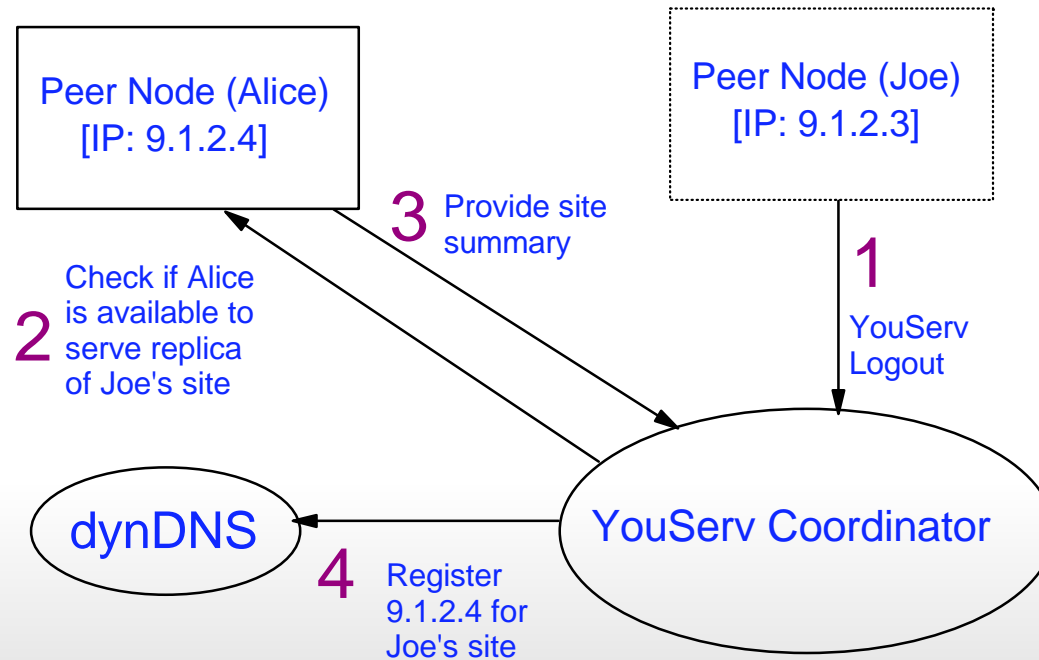 Peer Node (Alice)
[IP: 9.1.2.4]
Peer Node (Joe)
[IP: 9.1.2.3]
3
Provide site
summary
1
YouServ
Logout
2
Check if Alice
is available to
serve replica
of Joe's site
dynDNS
YouServ Coordinator
4
Register
9.1.2.4 for
Joe's site